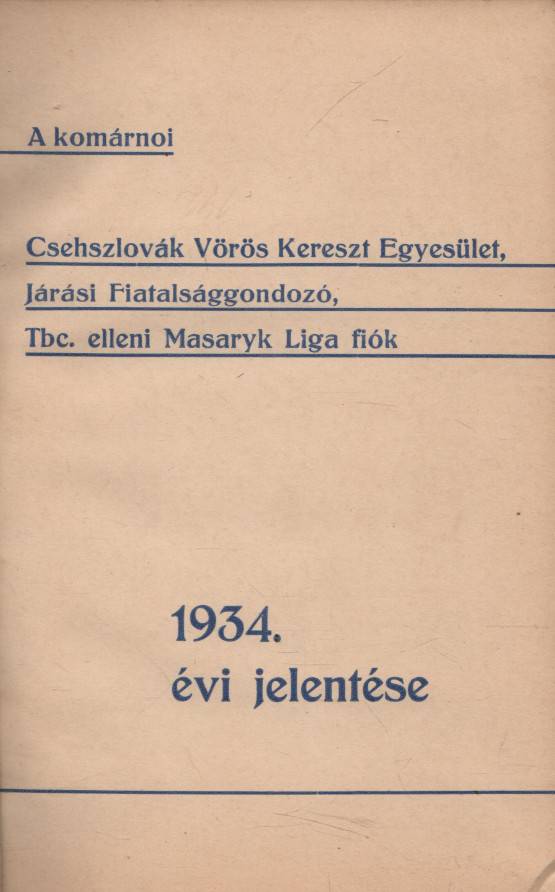 A komárnoi
Csehszlovák Vörös Kereszt Egyesület,
Járási Fiatalsággondozó,
Tbc. elleni Masaryk Liga fiók
1934.
évi jelentése